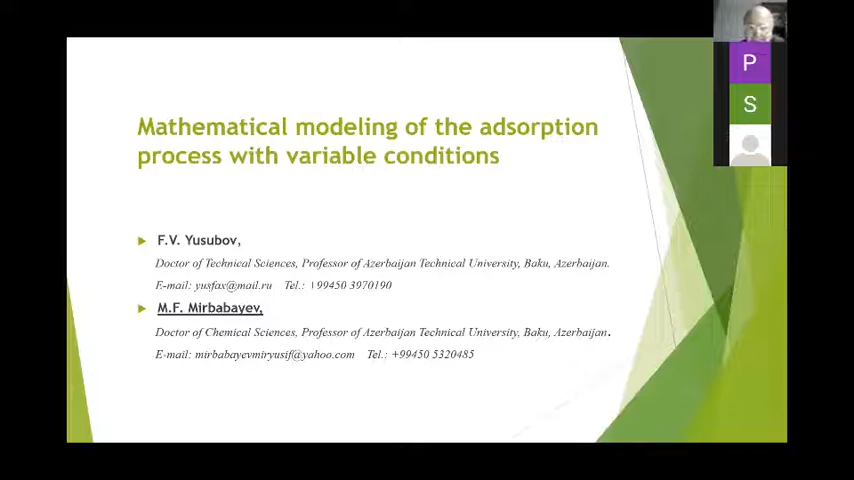 Mathematical modeling of the adsorption
process with variable conditions
F.V. Yusubov,
Doctor of Technical Sciences, Professor of Azerbaijan Technical University, Baku, Azerbaijan.
E-mail: yusfax@mail.ru Tel.: +99450 3970190
M.F. Mirbabayev,
Doctor of Chemical Sciences, Professor of Azerbaijan Technical University, Baku, Azerbaijan.
E-mail: mirbabayevmiryusif@yahoo.com Tel.: +99450 5320485
P
S